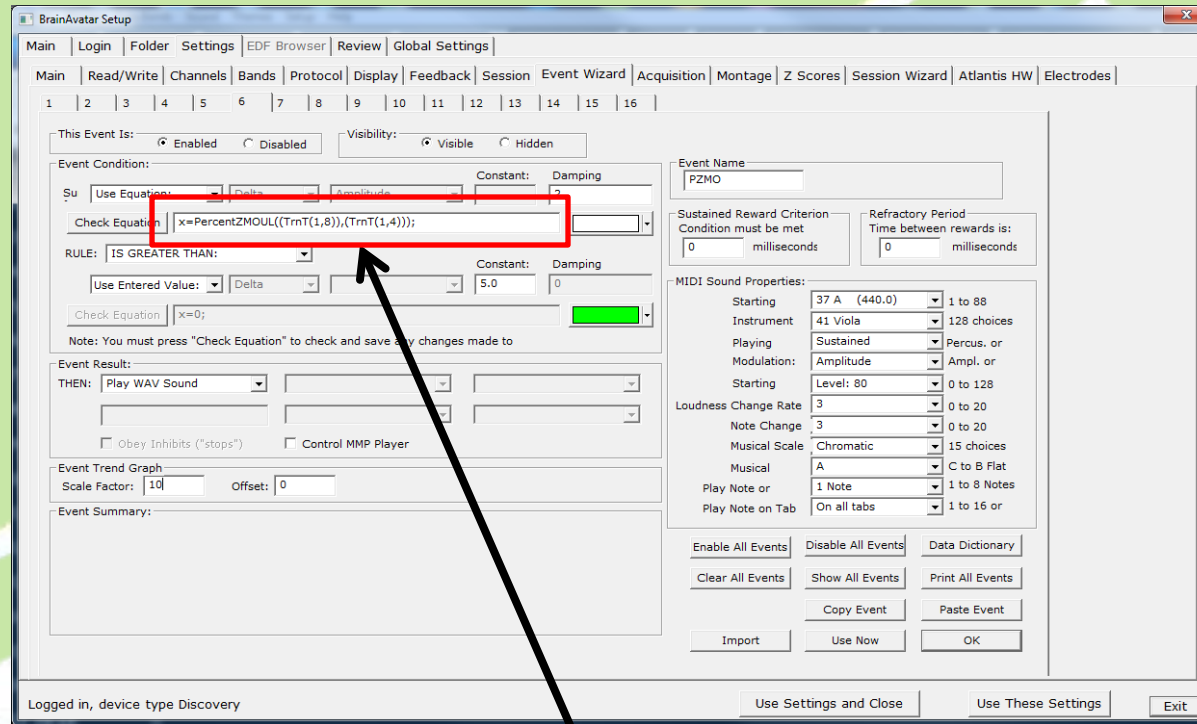 BrainAvatar Setup
x
Main Login Folder Settings EDF Browser Review Global Settings
Main Read/Write Channels Bands Protocol Display Feedback Session Event Wizard Acquisition Montage Z Scores Session Wizard Atlantis HW Electrodes
1 2 3 4 5 6 7 8 9 10 11 12 13 14 15 16
This Event Is: Enabled Disabled Visibility: Visible Hidden
Event Condition:
Constant: Damping
Su Use Equation: Delta Amplitude
Check Equation x=PercentZMOUL((TrnT(1,8)),(TrnT(1,4)));
RULE: IS GREATER THAN:
Constant: Damping
Use Entered Value: Delta 5.0 0
Check Equation x=0;
Note: You must press "Check Equation" to check and save any changes made to
Event Result:
THEN: Play WAV Sound
Obey Inhibits ("stops") Control MMP Player
Event Trend Graph
Scale Factor: 10 Offset: 0
Event Summary:
Event Name
PZMO
Sustained Reward Criterion
Condition must be met
0 milliseconds
Refractory Period
Time between rewards is:
0 milliseconds
MIDI Sound Properties:
Starting 37 A (440.0) 1 to 88
Instrument 41 Viola 128 choices
Playing Sustained Percus. or
Modulation: Amplitude Ampl. or
Starting Level: 80 0 to 128
Loudness Change Rate 3 0 to 20
Note Change 3 0 to 20
Musical Scale Chromatic 15 choices
Musical A C to B Flat
Play Note or 1 Note 1 to 8 Notes
Play Note on Tab On all tabs 1 to 16 or
Enable All Events Disable All Events Data Dictionary
Clear All Events Show All Events Print All Events
Copy Event Paste Event
Import Use Now OK
Logged in, device type Discovery
Use Settings and Close Use These Settings Exit